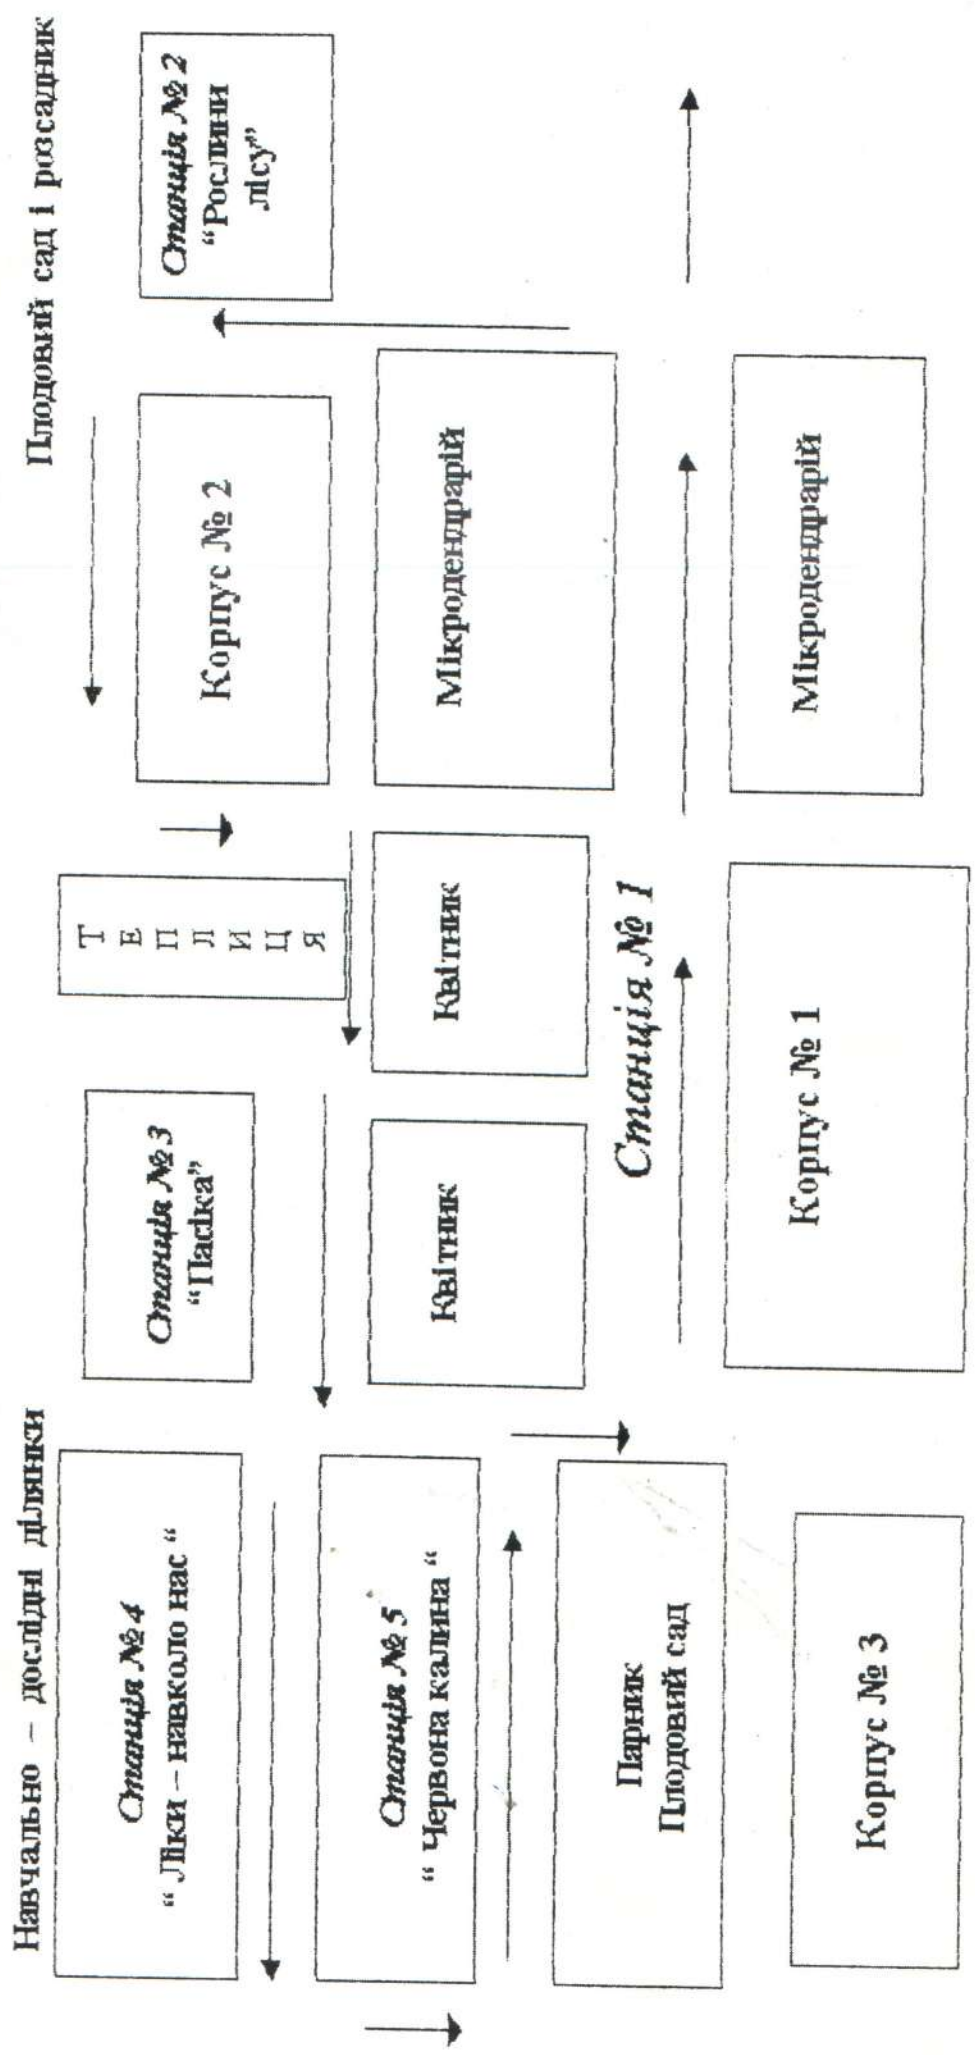 Навчально – дослідні ділянки
Плодовий сад і розсадник
Станція № 4
“ Ліки – навколо нас “
Станція № 3
“Пасіка”
Т
Е
П
Л
И
Ц
Я
Корпус № 2
Станція № 2
“Рослини
лісу”
Станція № 5
“ Червона калина “
Квітник
Квітник
Мікродендрарій
Станція № 1
Парник
Плодовий сад
Корпус № 3
Корпус № 1
Мікродендрарій